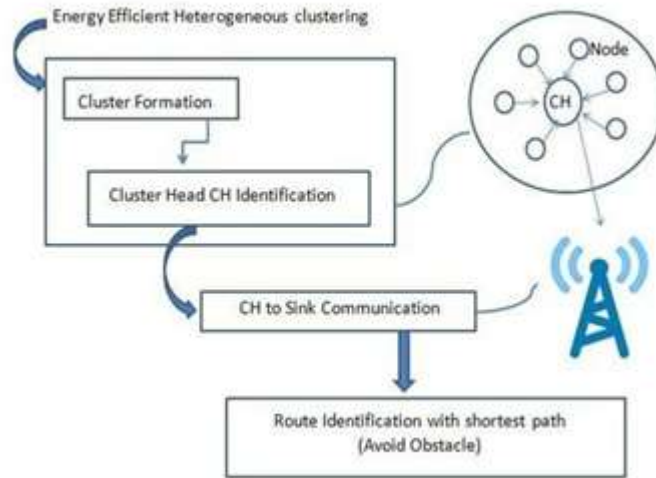 Energy Efficient Heterogeneous clustering
Node
Cluster Formation
CH
Cluster Head CH Identification
CH to Sink Communication
Route Identification with shortest path
(Avoid Obstacle)